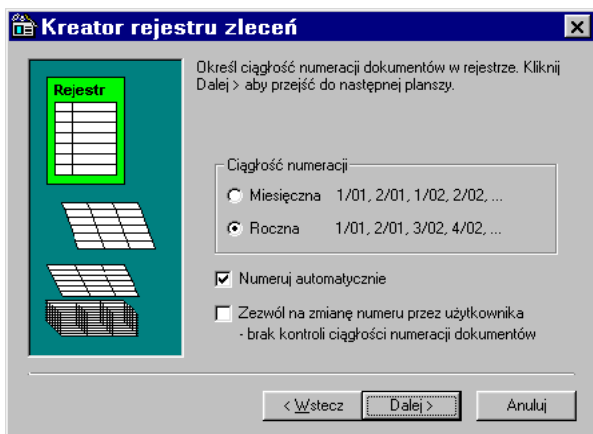 Kreator rejestru zleceń
Rejestr
Określ ciągłość numeracji dokumentów w rejestrze. Kliknij
Dalej > aby przejść do następnej planszy.
Ciągłość numeracji
Miesięczna 1/01, 2/01, 1/02, 2/02, ...
Roczna 1/01, 2/01, 3/02, 4/02, ...
Numeruj automatycznie
Zezwól na zmianę numeru przez użytkownika
- brak kontroli ciągłości numeracji dokumentów
< Wstecz Dalej > Anuluj